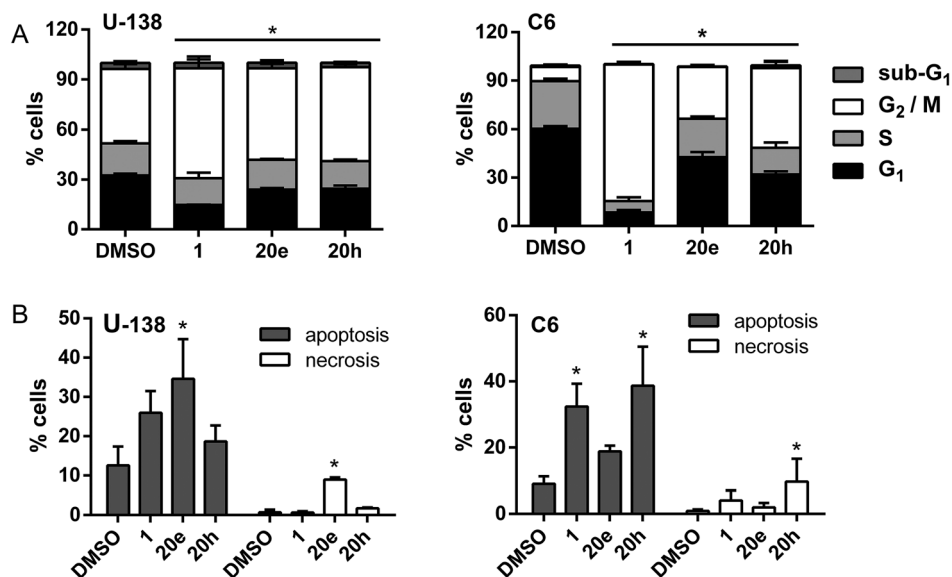 A
U-138
% cells
120
90
60
30
0
*
DMSO 1 20e 20h
C6
% cells
120
90
60
30
0
*
DMSO 1 20e 20h
sub-G₁
G₂ / M
S
G₁
B
U-138
% cells
50
40
30
20
10
0
apoptosis
necrosis
*
*
DMSO 1 20e 20h DMSO 1 20e 20h
C6
% cells
60
40
20
0
apoptosis
necrosis
*
*
*
DMSO 1 20e 20h DMSO 1 20e 20h